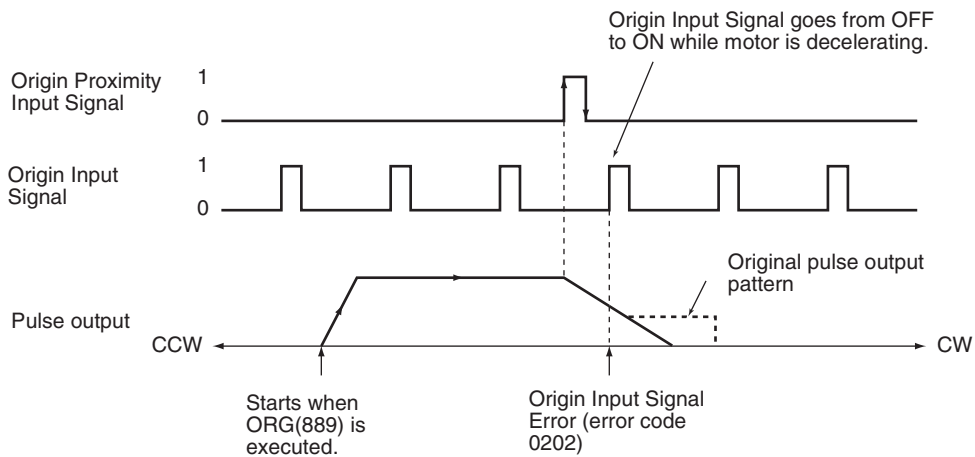 Origin Input Signal goes from OFF
to ON while motor is decelerating.
Origin Proximity
Input Signal
1
0
Origin Input
Signal
1
0
Original pulse output
pattern
Pulse output
CCW
CW
Starts when
ORG(889) is
executed.
Origin Input Signal
Error (error code
0202)